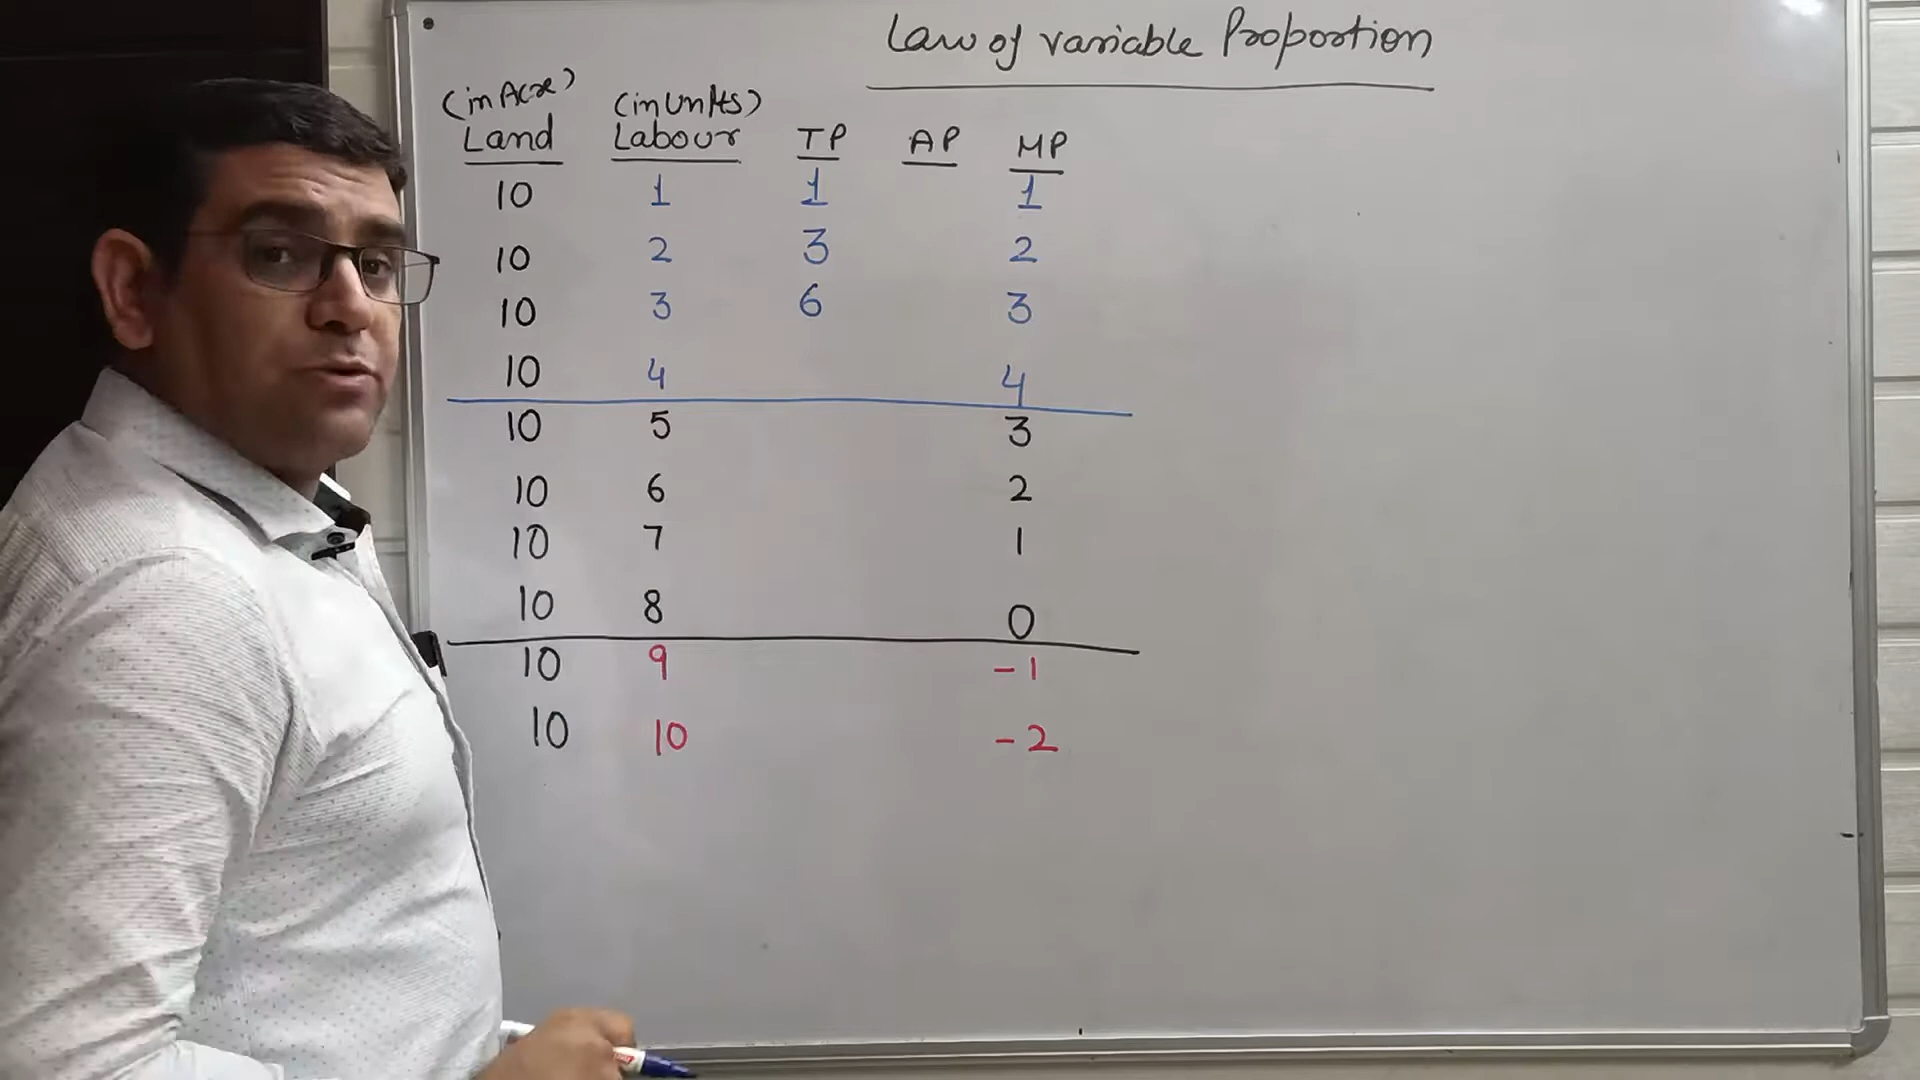 Law of variable Proportion
(in Acre) (in Units)
Land Labour TP AP MP
10 1 1 1
10 2 3 2
10 3 6 3
10 4 4
10 5 3
10 6 2
10 7 1
10 8 0
10 9 -1
10 10 -2